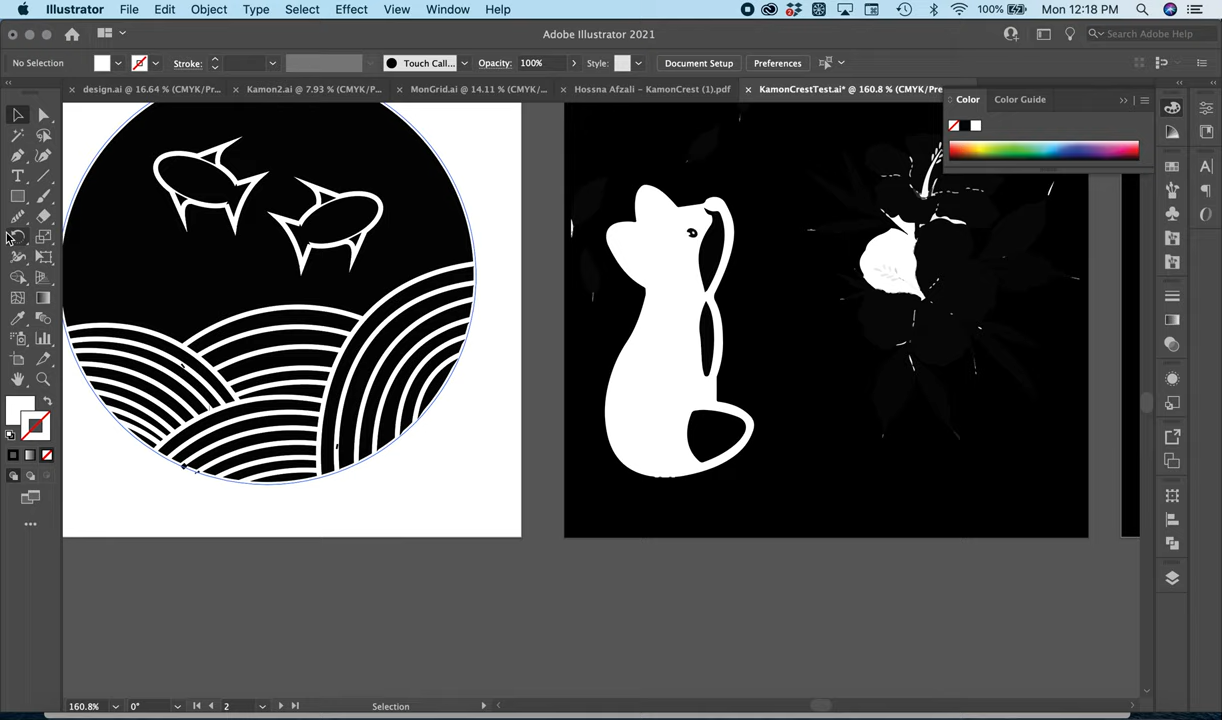 Illustrator File Edit Object Type Select Effect View Window Help 2 100% Mon 12:18 PM
Adobe Illustrator 2021 Search Adobe Help
No Selection Stroke: Touch Call... Opacity: 100% Style: Document Setup Preferences
design.ai @ 16.64 % (CMYK/Pr... Kamon2.ai @ 7.93 % (CMYK/P... MonGrid.ai @ 14.11 % (CMYK/... Hossna Afzali – KamonCrest (1).pdf KamonCrestTest.ai* @ 160.8 % (CMYK/Pre
Color Color Guide
160.8% 0° 2 Selection